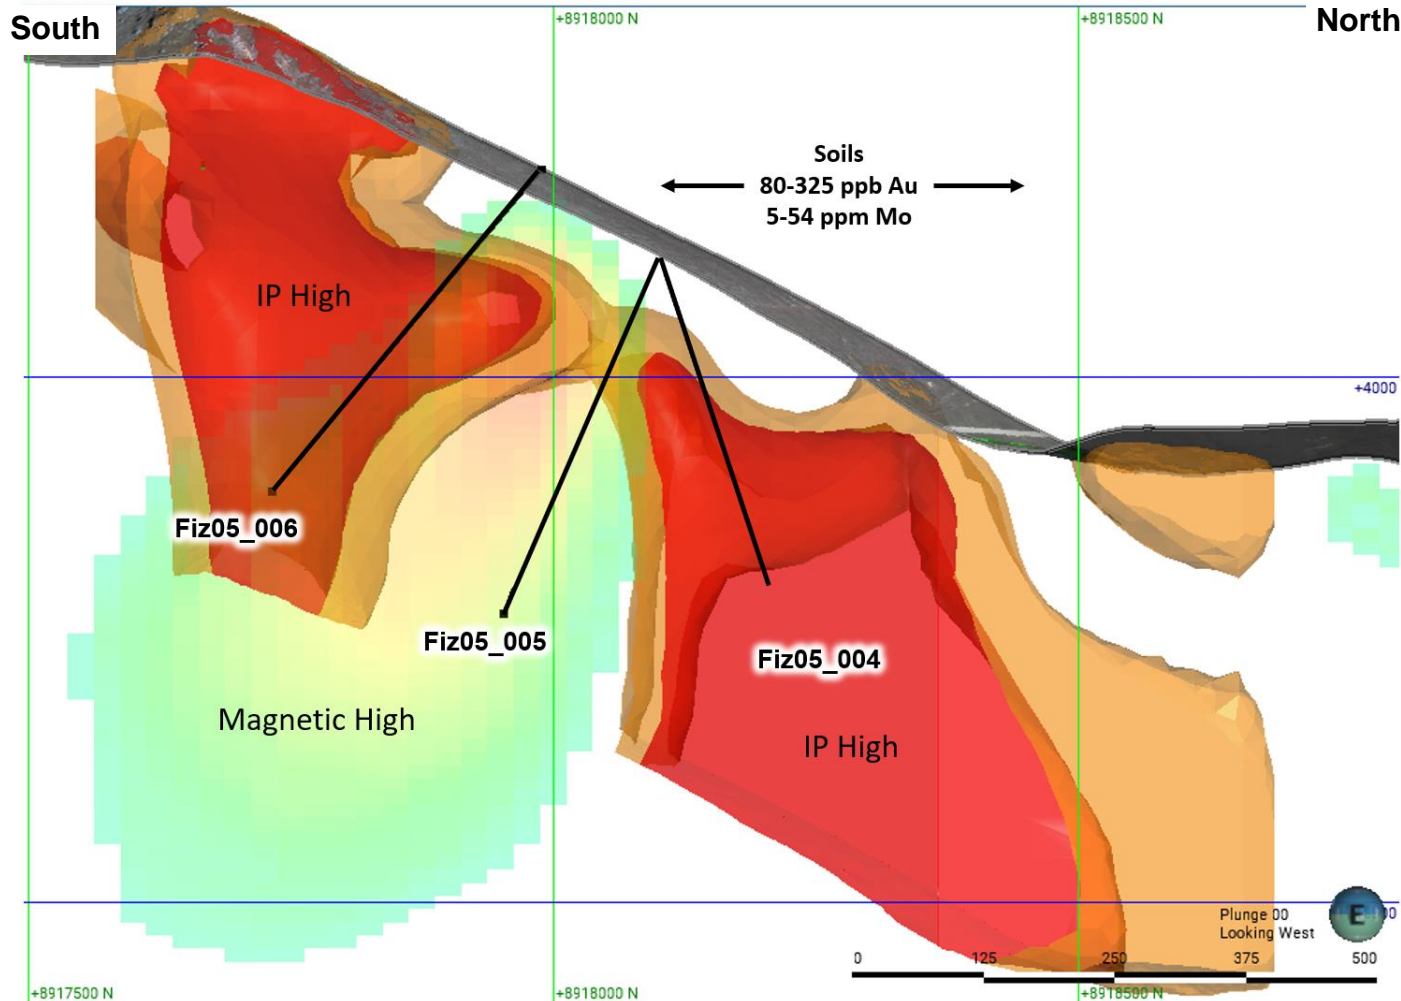 South
+8918000 N
+8918500 N
North
Soils
80-325 ppb Au
5-54 ppm Mo
IP High
+4000
Fiz05_006
Fiz05_005
Fiz05_004
Magnetic High
IP High
Plunge 00
Looking West
E
0
125
250
375
500
+8917500 N
+8918000 N
+8918500 N